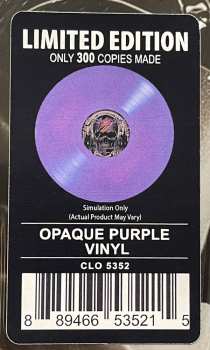 LIMITED EDITION
ONLY 300 COPIES MADE
Simulation Only
(Actual Product May Vary)
OPAQUE PURPLE
VINYL
CLO 5352
8 89466 53521 5